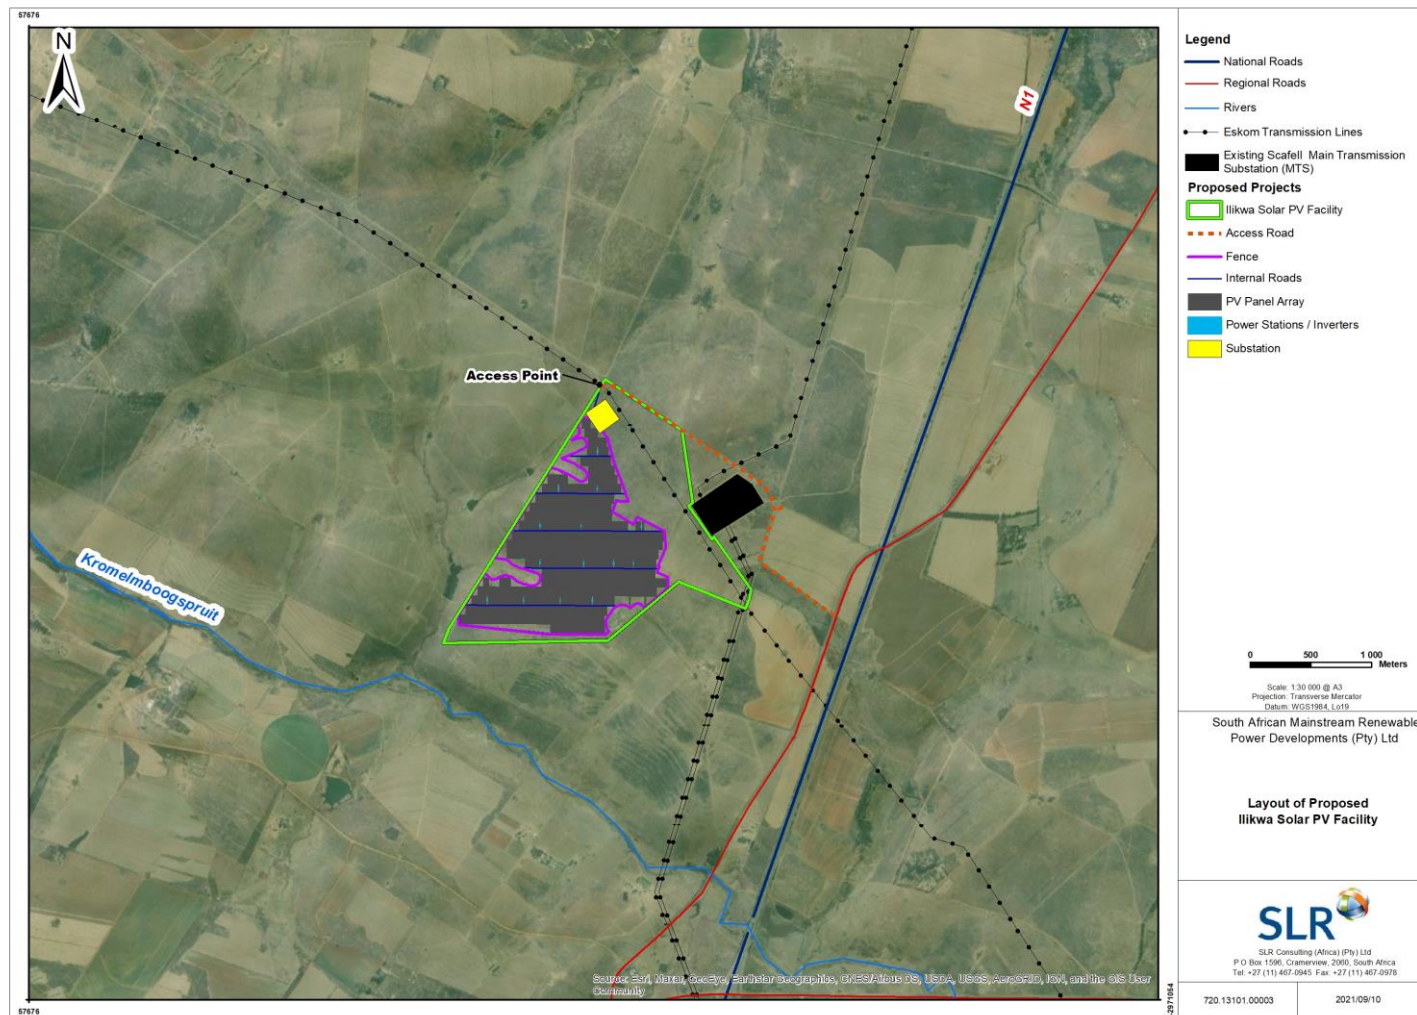 57676
N
N1
Access Point
Kromelmboogspruit
Source: Esri, Maxar, GeoEye, Earthstar Geographics, CNES/Airbus DS, USDA, USGS, AeroGRID, IGN, and the GIS User
Community
57676
-2971054
Legend
National Roads
Regional Roads
Rivers
Eskom Transmission Lines
Existing Scafell Main Transmission
Substation (MTS)
Proposed Projects
Ilikwa Solar PV Facility
Access Road
Fence
Internal Roads
PV Panel Array
Power Stations / Inverters
Substation
0 500 1 000
Meters
Scale: 1:30 000 @ A3
Projection: Transverse Mercator
Datum: WGS1984, Lo19
South African Mainstream Renewable
Power Developments (Pty) Ltd
Layout of Proposed
Ilikwa Solar PV Facility
SLR
SLR Consulting (Africa) (Pty) Ltd
P O Box 1596, Cramerview, 2060, South Africa
Tel: +27 (11) 467-0945 Fax: +27 (11) 467-0978
720.13101.00003
2021/09/10